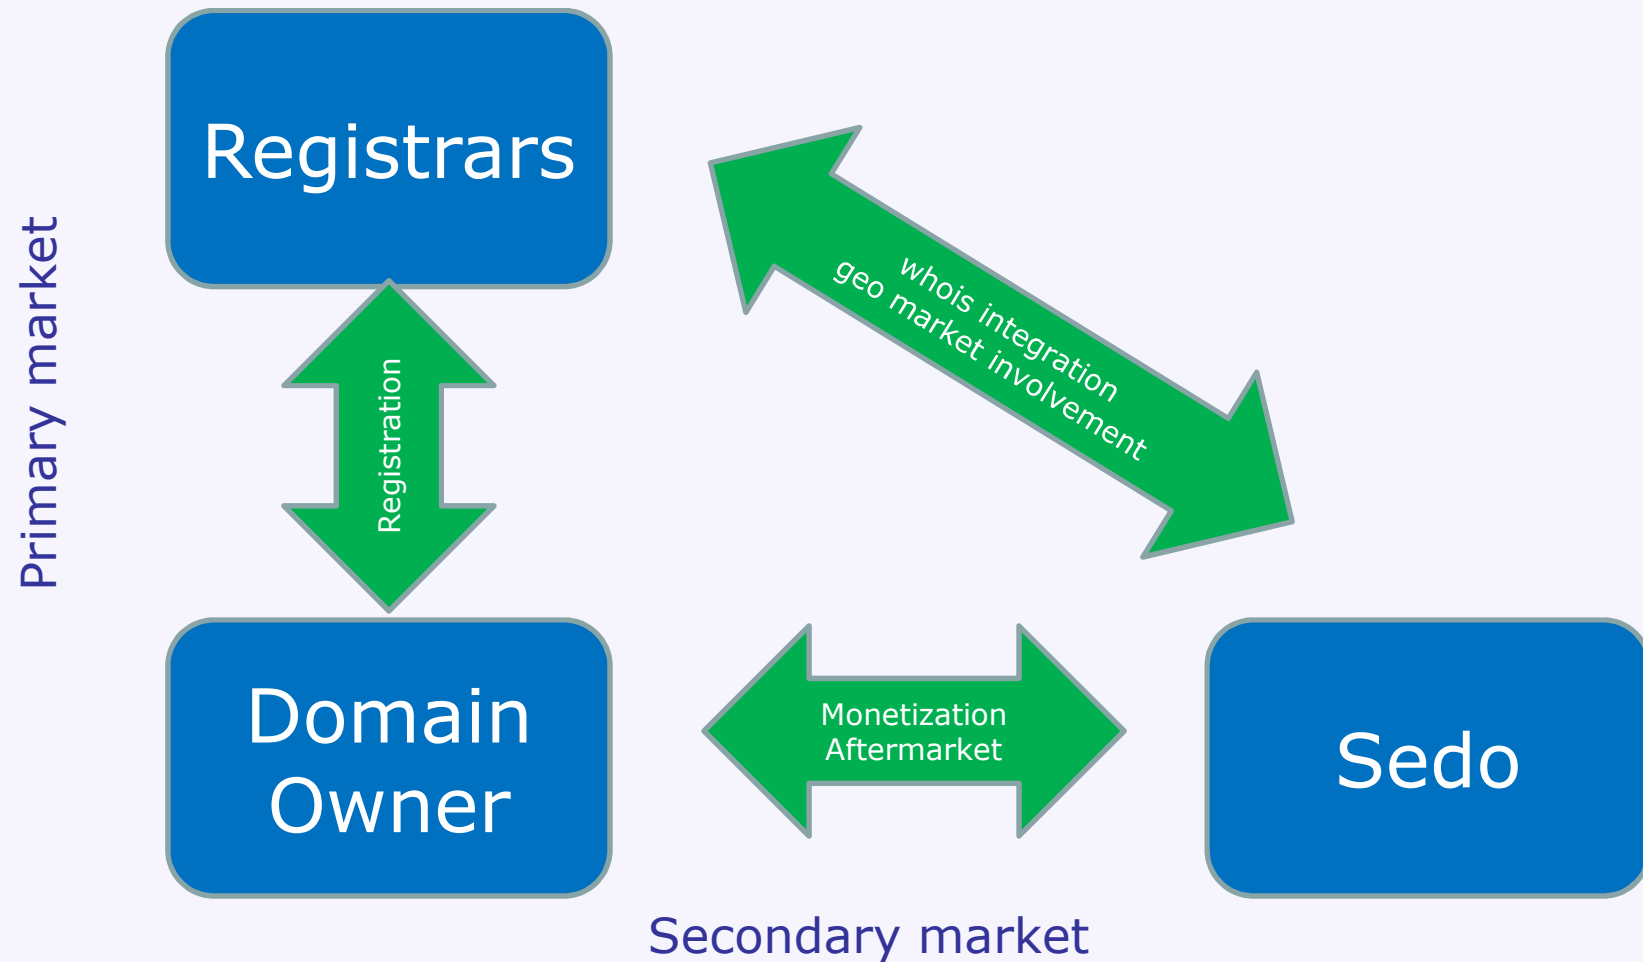 Registrars
Primary market
whois integration
geo market involvement
Registration
Domain
Owner
Monetization
Aftermarket
Sedo
Secondary market